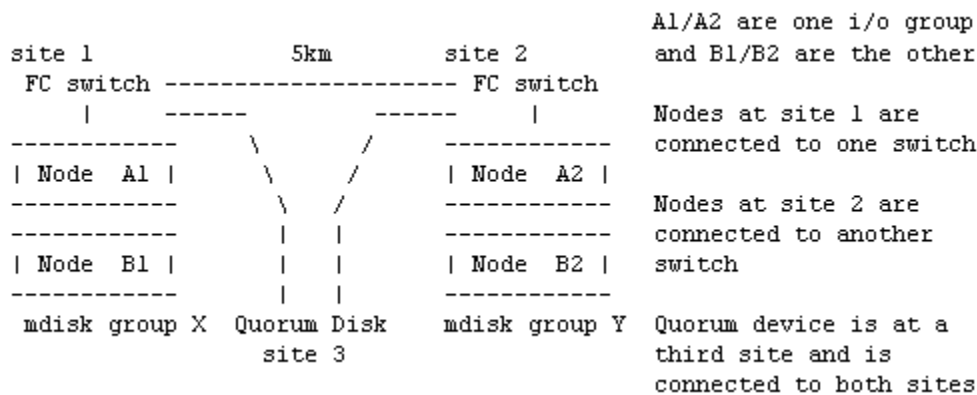 A1/A2 are one i/o group
site 1 5km site 2 and B1/B2 are the other
FC switch ---------------------- FC switch
| ------ ------ | Nodes at site 1 are
------------ \ / ------------ connected to one switch
| Node A1 | \ / | Node A2 |
------------ \ / ------------ Nodes at site 2 are
------------ | | ------------ connected to another
| Node B1 | | | | Node B2 | switch
------------ | | ------------
mdisk group X Quorum Disk mdisk group Y Quorum device is at a
site 3 third site and is
connected to both sites